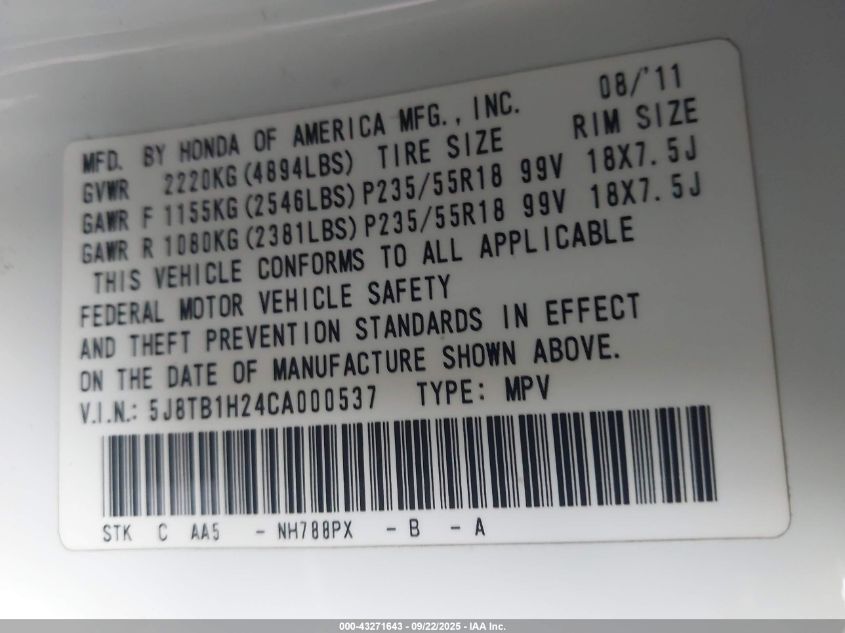 MFD. BY HONDA OF AMERICA MFG., INC. 08/'11
GVWR 2220KG(4894LBS) TIRE SIZE RIM SIZE
GAWR F 1155KG(2546LBS) P235/55R18 99V 18X7.5J
GAWR R 1080KG(2381LBS) P235/55R18 99V 18X7.5J
THIS VEHICLE CONFORMS TO ALL APPLICABLE
FEDERAL MOTOR VEHICLE SAFETY
AND THEFT PREVENTION STANDARDS IN EFFECT
ON THE DATE OF MANUFACTURE SHOWN ABOVE.
V.I.N.: 5J8TB1H24CA000537 TYPE: MPV
STK C AA5 - NH788PX - B - A
000-43271643 - 09/22/2025 - IAA Inc.